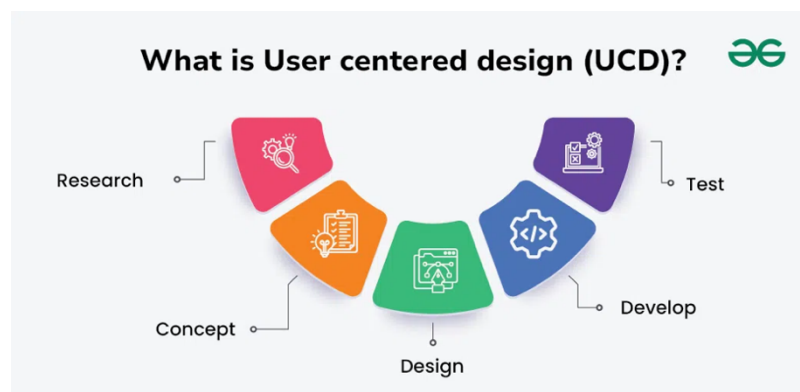 What is User centered design (UCD)?
Research
Concept
Design
Develop
Test